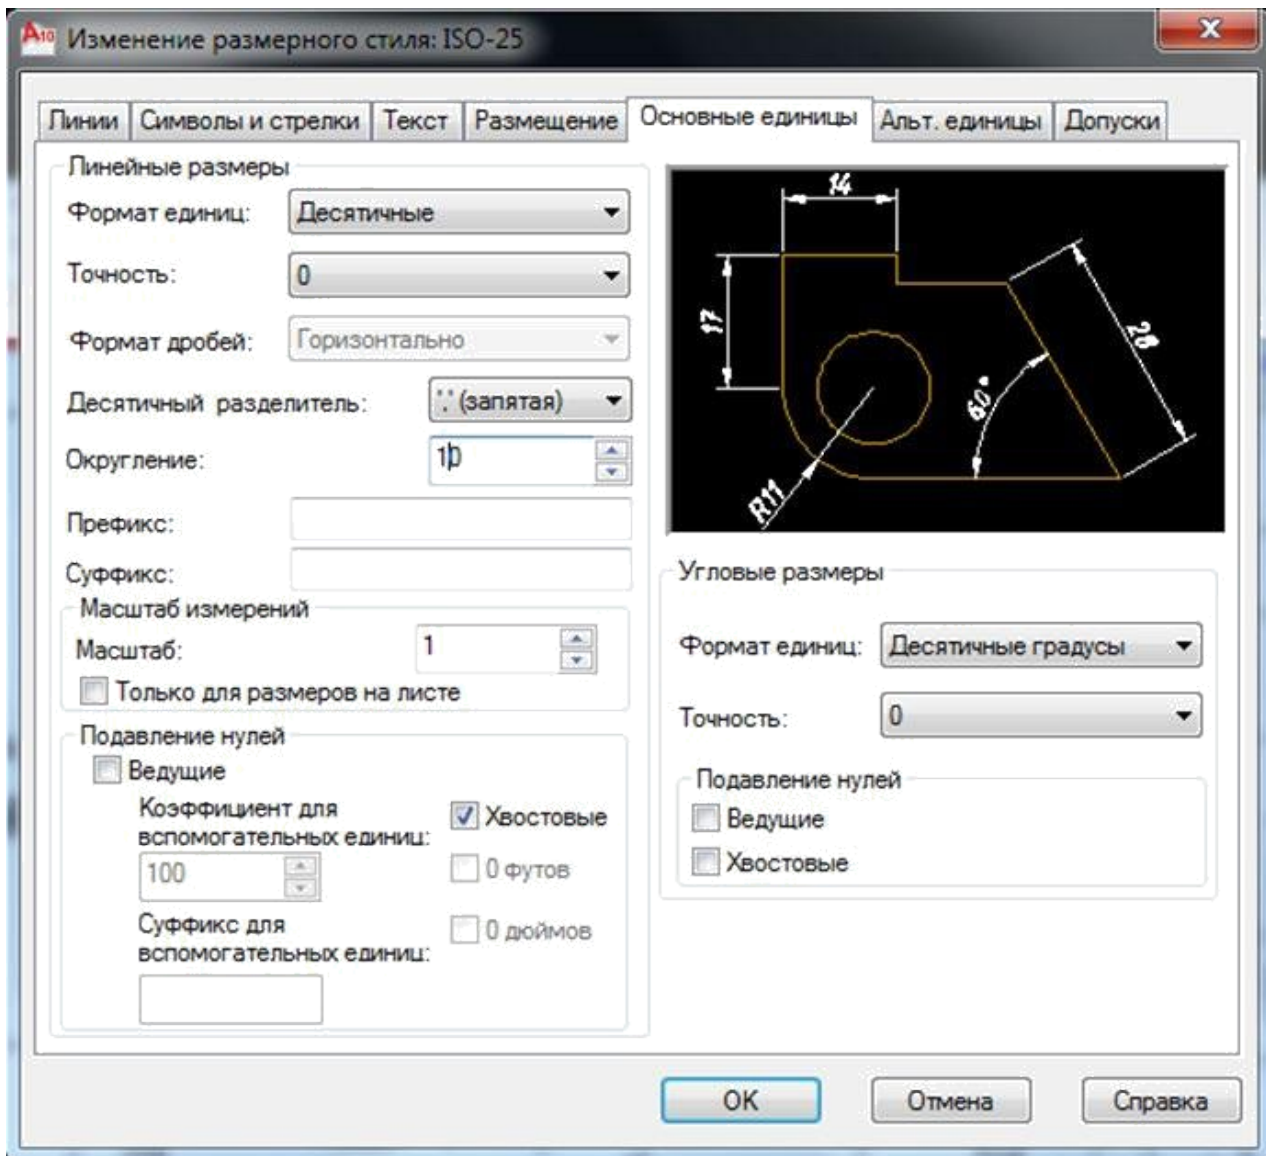 A10 Изменение размерного стиля: ISO-25
X
Линии Символы и стрелки Текст Размещение Основные единицы Альт. единицы Допуски
Линейные размеры
Формат единиц: Десятичные
Точность: 0
Формат дробей: Горизонтально
Десятичный разделитель: ',' (запятая)
Округление: 10
Префикс:
Суффикс:
Масштаб измерений
Масштаб: 1
Только для размеров на листе
Подавление нулей
Ведущие
Коэффициент для
вспомогательных единиц:
100
Суффикс для
вспомогательных единиц:
Хвостовые
0 футов
0 дюймов
14
17
28
60°
R11
Угловые размеры
Формат единиц: Десятичные градусы
Точность: 0
Подавление нулей
Ведущие
Хвостовые
OK Отмена Справка